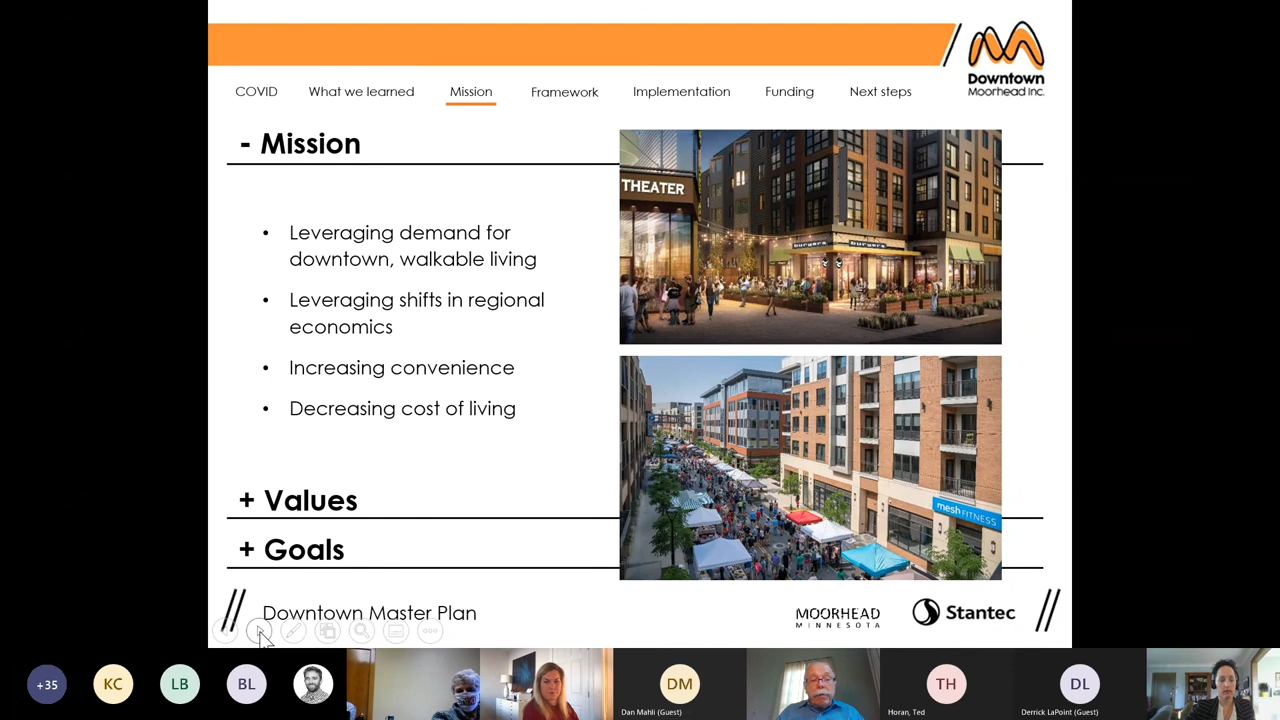 Downtown
Moorhead Inc.
COVID What we learned Mission Framework Implementation Funding Next steps
- Mission
• Leveraging demand for
downtown, walkable living
• Leveraging shifts in regional
economics
• Increasing convenience
• Decreasing cost of living
THEATER
burgers
mesh FITNESS
+ Values
+ Goals
Downtown Master Plan
MOORHEAD
MINNESOTA
Stantec
+35
KC
LB
BL
DM
Dan Mahli (Guest)
TH
Horan, Ted
DL
Derrick LaPoint (Guest)